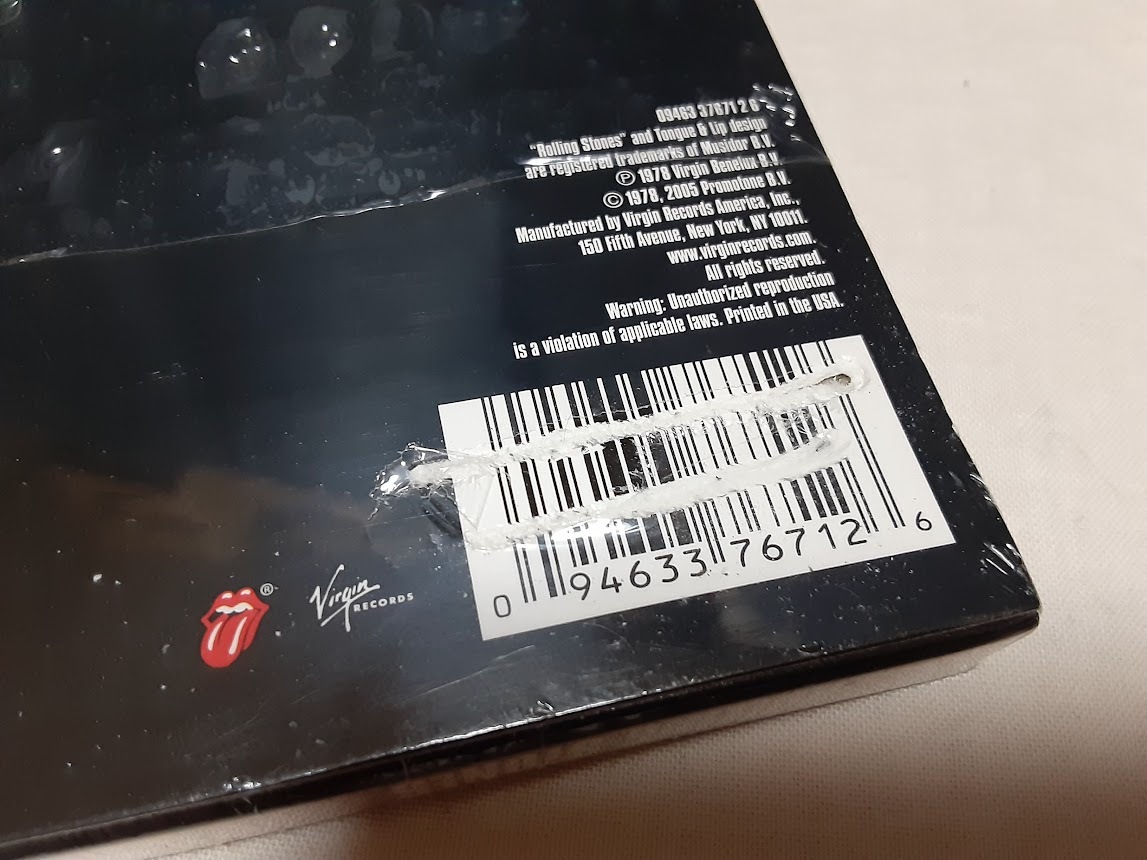 09463 37671 2 6
"Rolling Stones" and Tongue & Lip design
are registered trademarks of Musidor B.V.
℗ 1978 Virgin Benelux B.V.
© 1978, 2005 Promotone B.V.
Manufactured by Virgin Records America, Inc.,
150 Fifth Avenue, New York, NY 10011.
www.virginrecords.com.
All rights reserved.
Warning: Unauthorized reproduction
is a violation of applicable laws. Printed in the USA.
0 94633 76712 6
®
Virgin
RECORDS